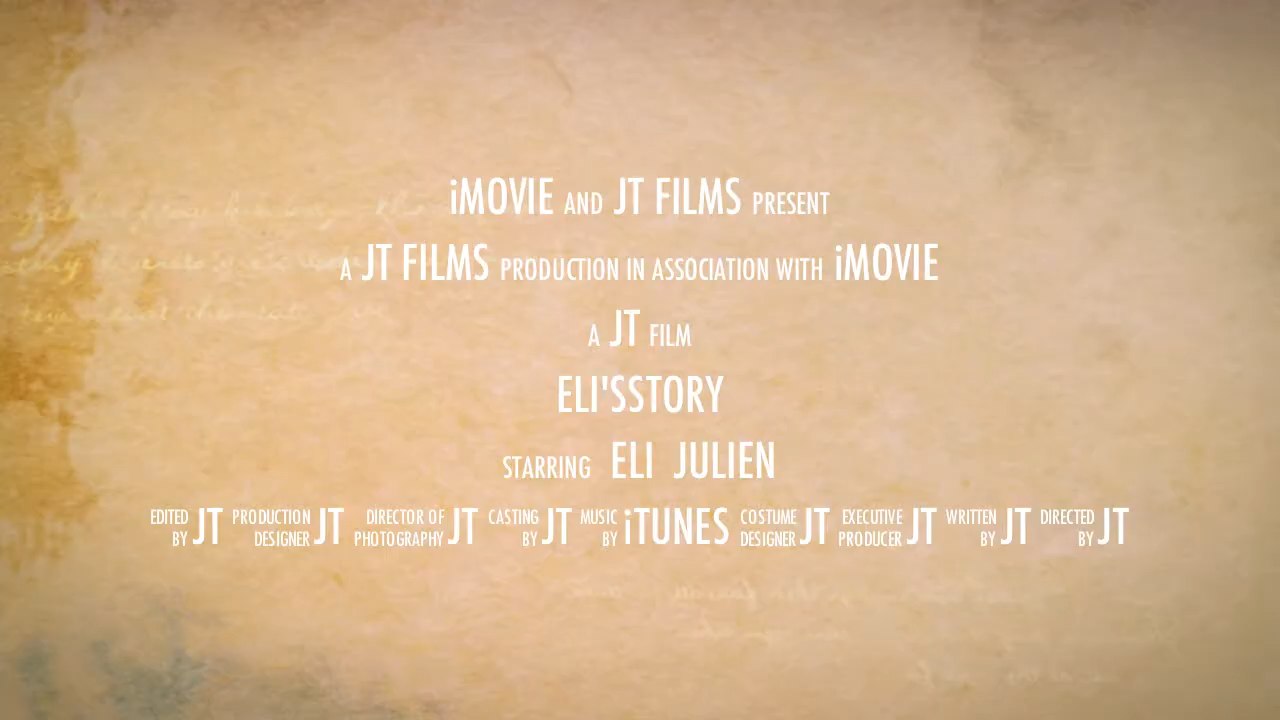 iMOVIE AND JT FILMS PRESENT
A JT FILMS PRODUCTION IN ASSOCIATION WITH iMOVIE
A JT FILM
ELI'SSTORY
STARRING ELI JULIEN
EDITED BY JT PRODUCTION DESIGNER JT DIRECTOR OF PHOTOGRAPHY JT CASTING BY JT MUSIC BY iTUNES COSTUME DESIGNER JT EXECUTIVE PRODUCER JT WRITTEN BY JT DIRECTED BY JT